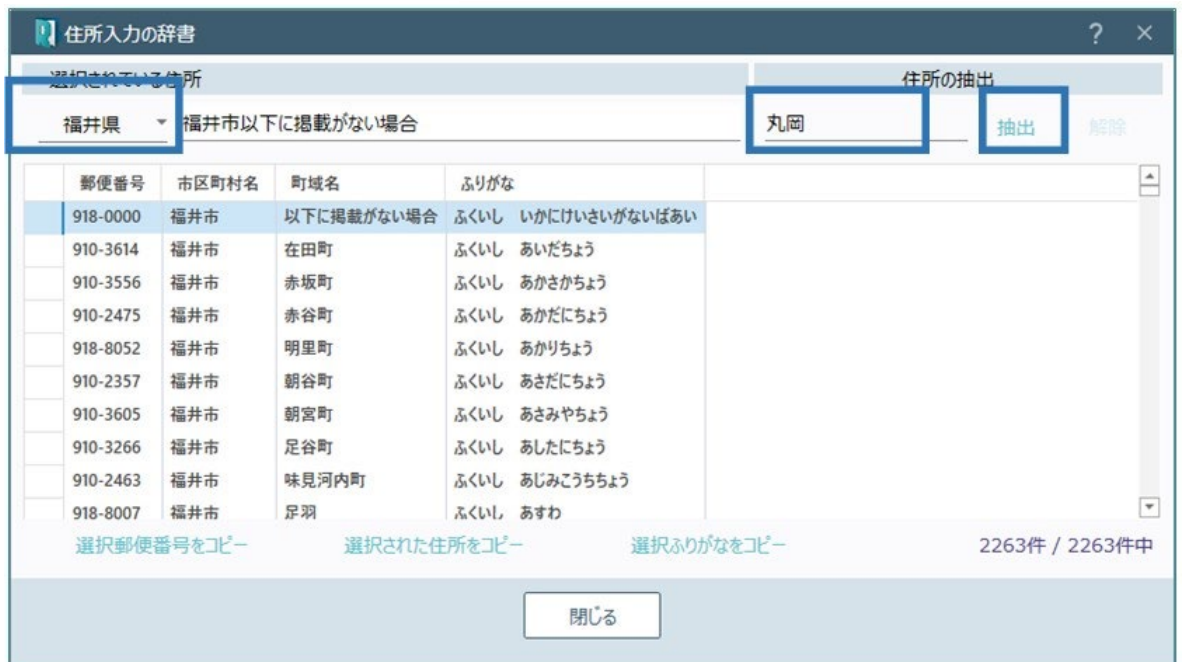 住所入力の辞書 ? ×
選択されている住所 住所の抽出
福井県 福井市以下に掲載がない場合 丸岡 抽出 解除
郵便番号 市区町村名 町域名 ふりがな
918-0000 福井市 以下に掲載がない場合 ふくいし いかにけいさいがないばあい
910-3614 福井市 在田町 ふくいし あいだちょう
910-3556 福井市 赤坂町 ふくいし あかさかちょう
910-2475 福井市 赤谷町 ふくいし あかだにちょう
918-8052 福井市 明里町 ふくいし あかりちょう
910-2357 福井市 朝谷町 ふくいし あさだにちょう
910-3605 福井市 朝宮町 ふくいし あさみやちょう
910-3266 福井市 足谷町 ふくいし あしたにちょう
910-2463 福井市 味見河内町 ふくいし あじみこうちちょう
918-8007 福井市 足羽 ふくいし あすわ
選択郵便番号をコピー 選択された住所をコピー 選択ふりがなをコピー 2263件 / 2263件中
閉じる